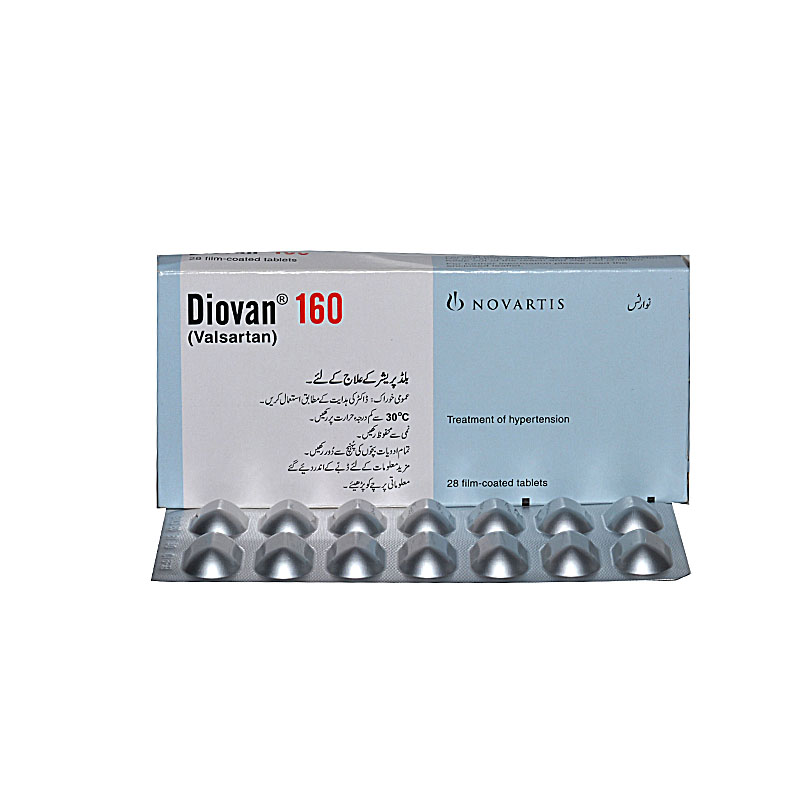 28 film-coated tablets
Diovan® 160
(Valsartan)
NOVARTIS
نوارٹس
بلڈ پریشر کے علاج کے لئے۔
عمومی خوراک: ڈاکٹر کی ہدایت کے مطابق استعمال کریں۔
30°C سے کم درجہ حرارت پر رکھیں۔
نمی سے محفوظ رکھیں۔
تمام ادویات بچوں کی پہنچ سے دُور رکھیں۔
مزید معلومات کے لئے ڈبے کے اندر دیئے گئے
معلوماتی پرچے کو پڑھیئے۔
Treatment of hypertension
28 film-coated tablets